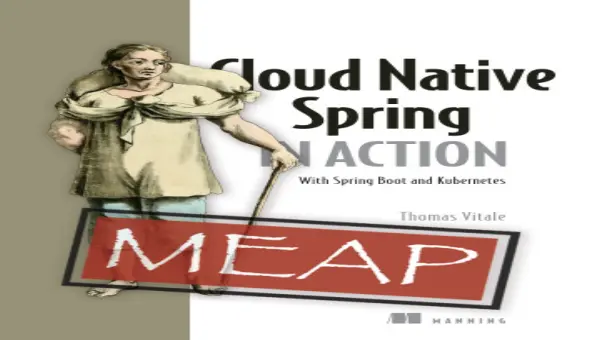 Cloud Native
Spring
IN ACTION
With Spring Boot and Kubernetes
Thomas Vitale
MEAP
MANNING